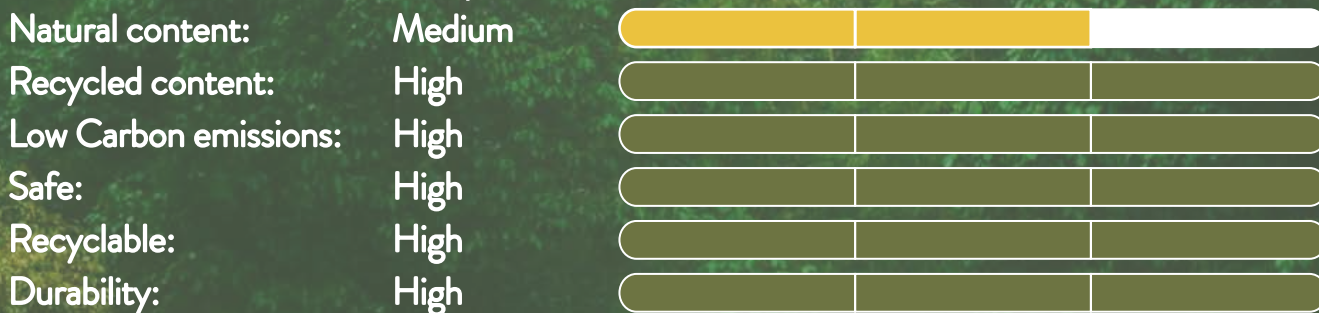 Natural content: Medium
Recycled content: High
Low Carbon emissions: High
Safe: High
Recyclable: High
Durability: High